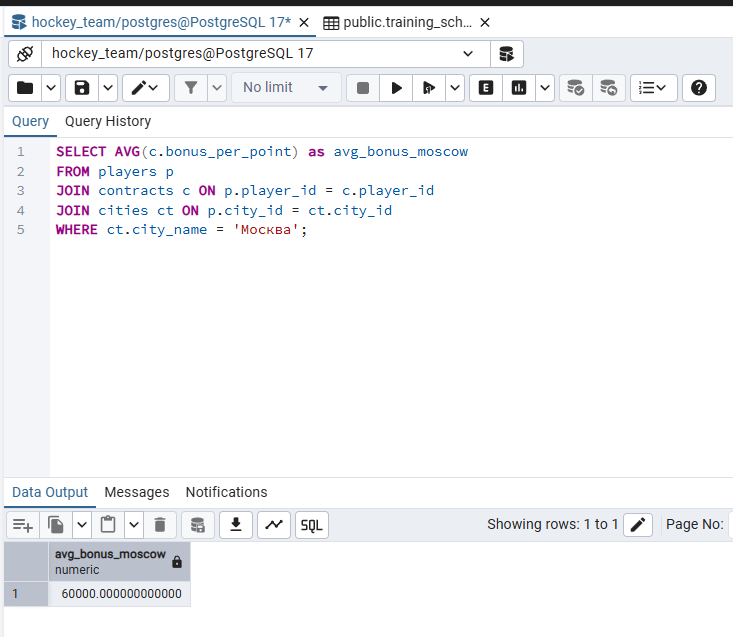 hockey_team/postgres@PostgreSQL 17* public.training_sch...
hockey_team/postgres@PostgreSQL 17
No limit E
Query Query History
1 SELECT AVG(c.bonus_per_point) as avg_bonus_moscow
2 FROM players p
3 JOIN contracts c ON p.player_id = c.player_id
4 JOIN cities ct ON p.city_id = ct.city_id
5 WHERE ct.city_name = 'Москва';
Data Output Messages Notifications
SQL Showing rows: 1 to 1 Page No:
avg_bonus_moscow
numeric
1 60000.000000000000